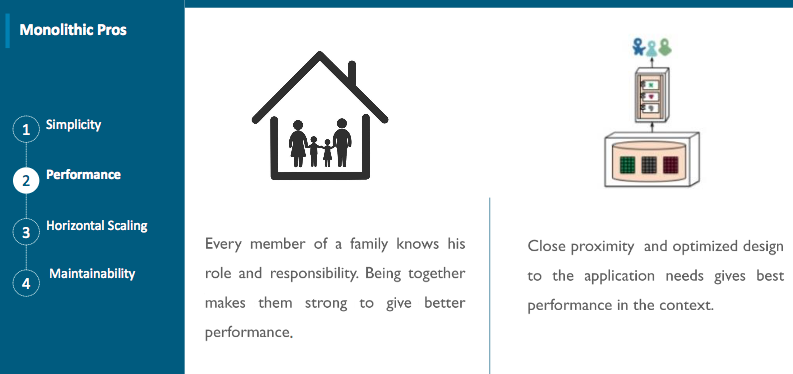 Monolithic Pros
1 Simplicity
2 Performance
3 Horizontal Scaling
4 Maintainability
Every member of a family knows his
role and responsibility. Being together
makes them strong to give better
performance.
Close proximity and optimized design
to the application needs gives best
performance in the context.